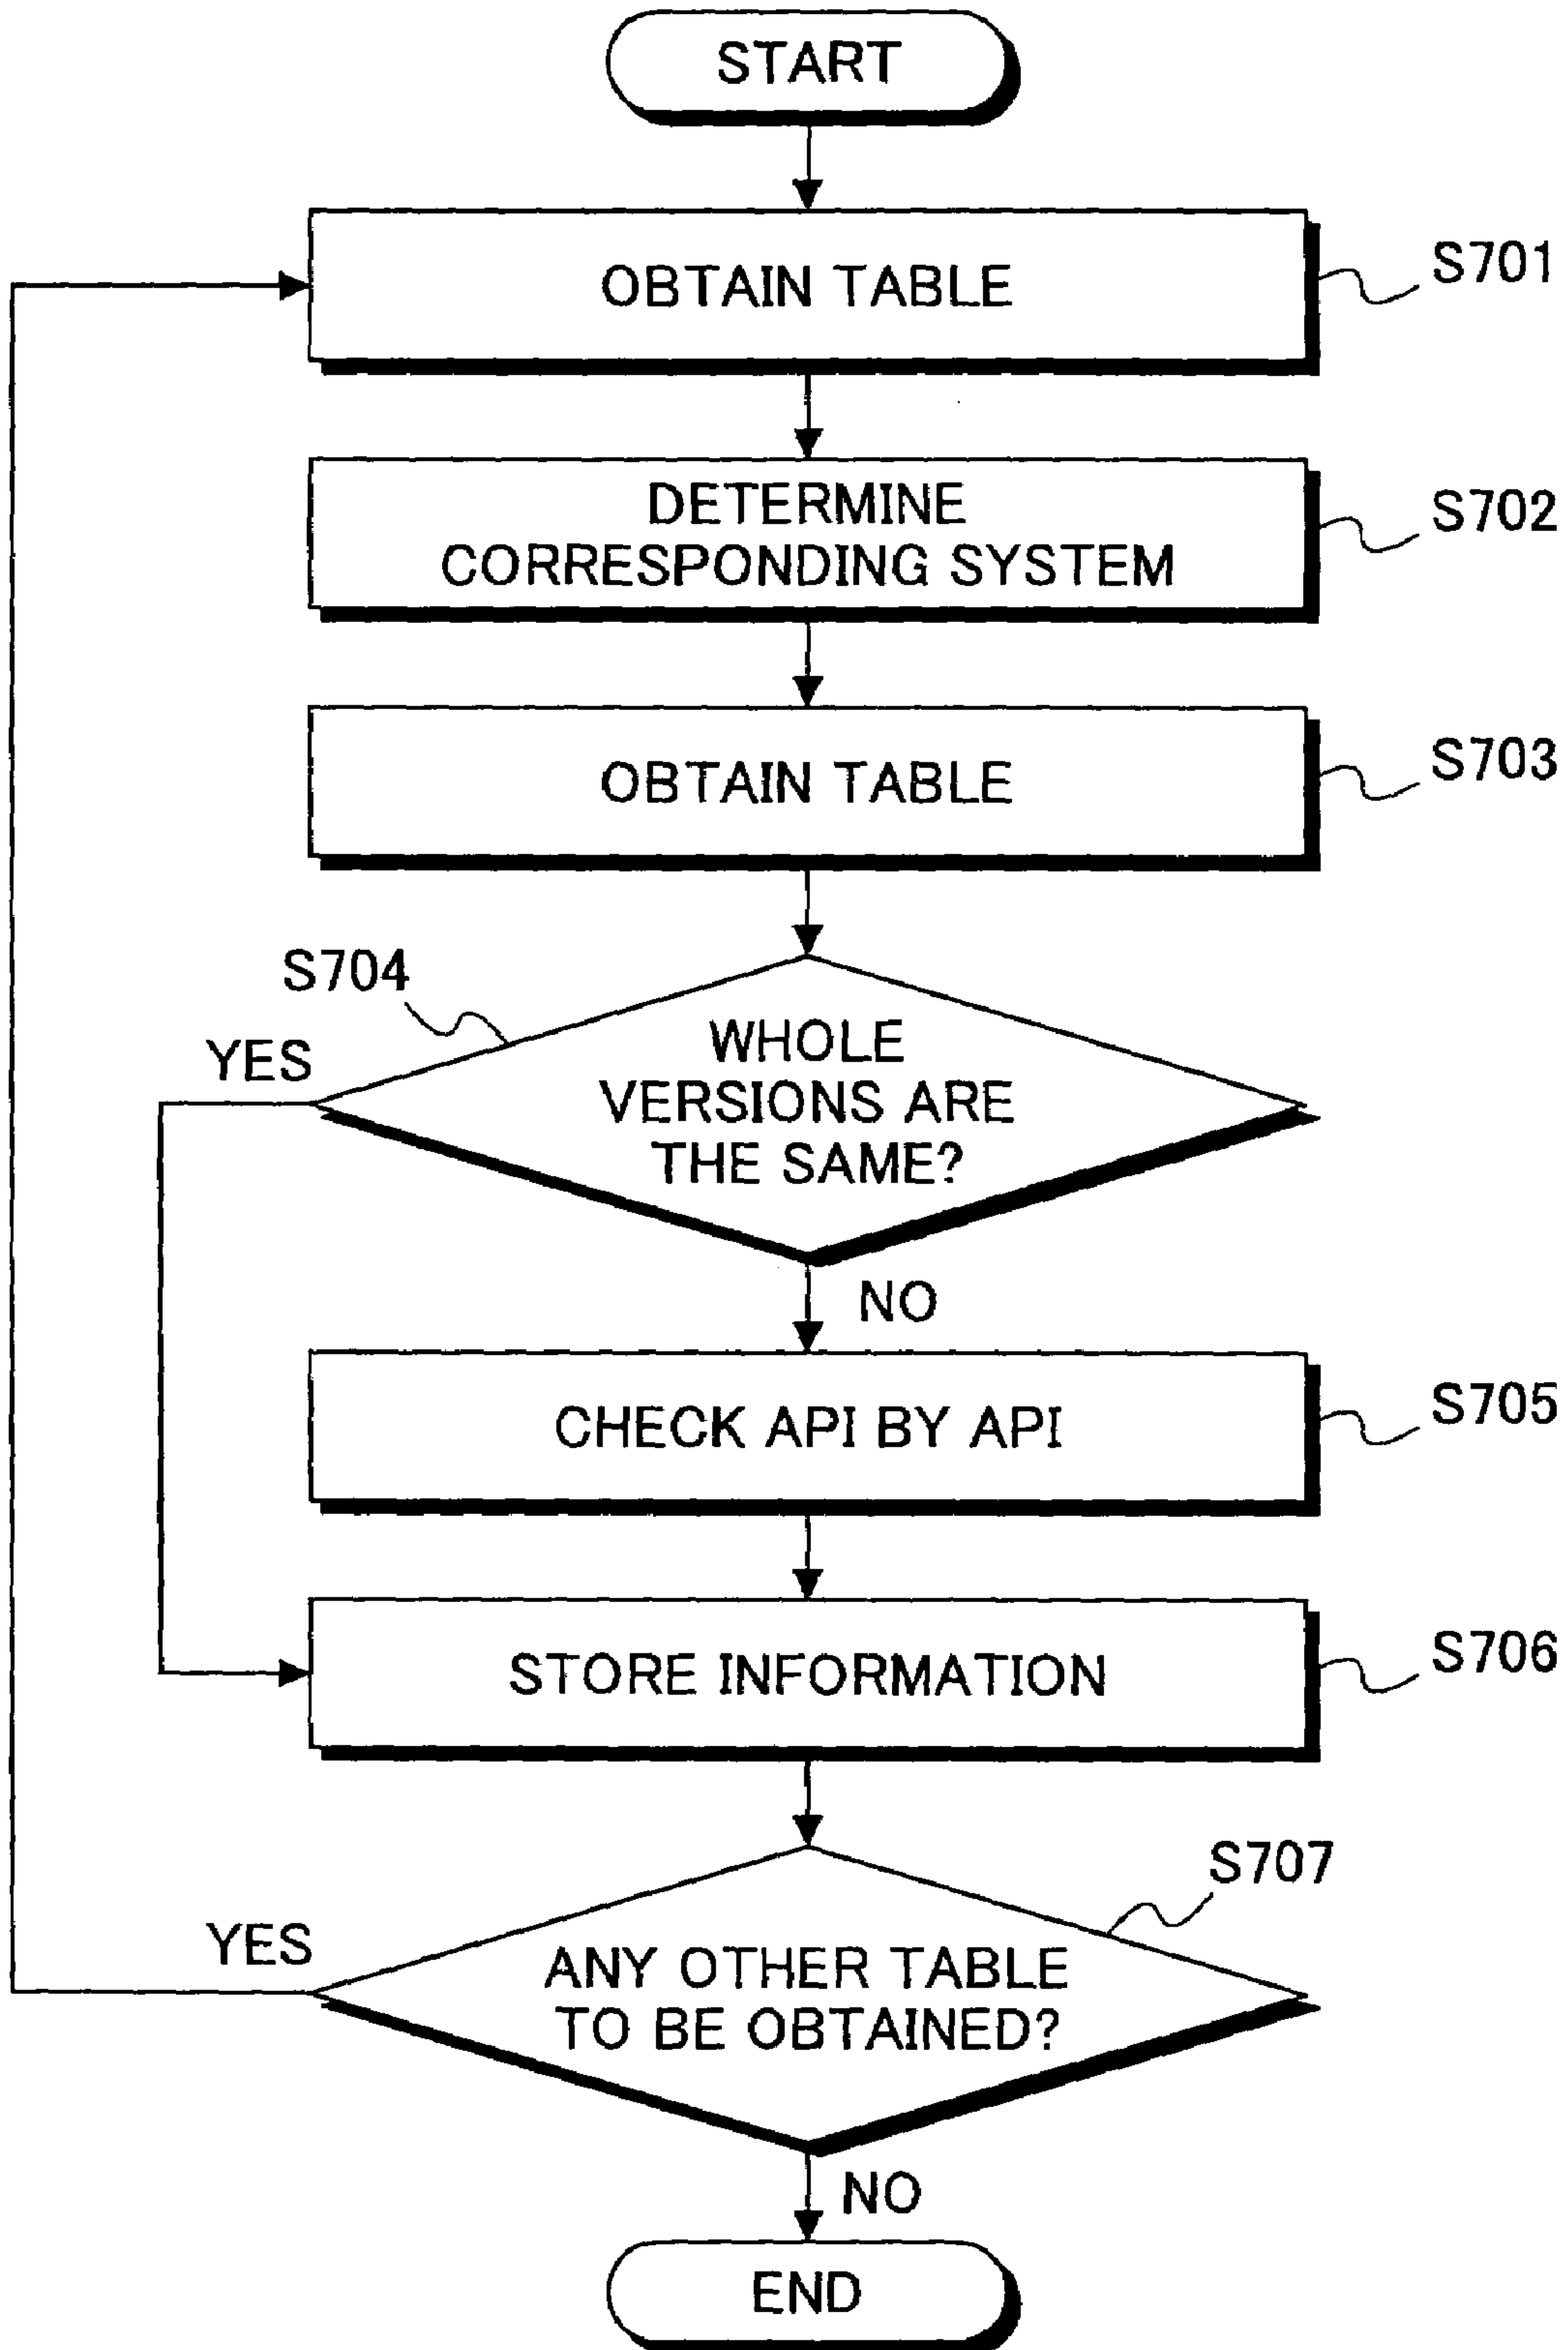 START
OBTAIN TABLE
S701
DETERMINE
CORRESPONDING SYSTEM
S702
OBTAIN TABLE
S703
S704
YES
WHOLE
VERSIONS ARE
THE SAME?
NO
CHECK API BY API
S705
STORE INFORMATION
S706
S707
YES
ANY OTHER TABLE
TO BE OBTAINED?
NO
END